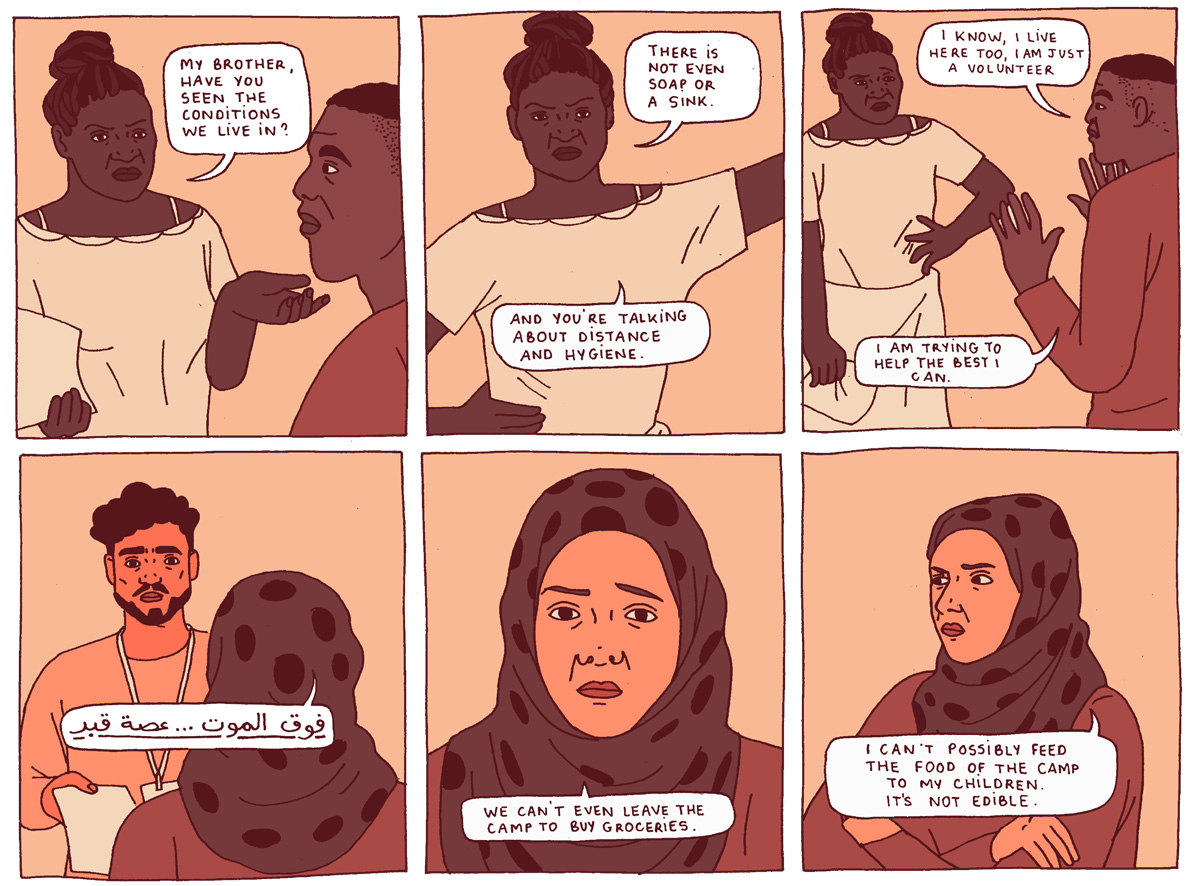 MY BROTHER,
HAVE YOU
SEEN THE
CONDITIONS
WE LIVE IN?
THERE IS
NOT EVEN
SOAP OR
A SINK.
AND YOU'RE TALKING
ABOUT DISTANCE
AND HYGIENE.
I KNOW, I LIVE
HERE TOO, I AM JUST
A VOLUNTEER
I AM TRYING TO
HELP THE BEST I
CAN.
فوق الموت... عصة قبر
WE CAN'T EVEN LEAVE THE
CAMP TO BUY GROCERIES.
I CAN'T POSSIBLY FEED
THE FOOD OF THE CAMP
TO MY CHILDREN.
IT'S NOT EDIBLE.